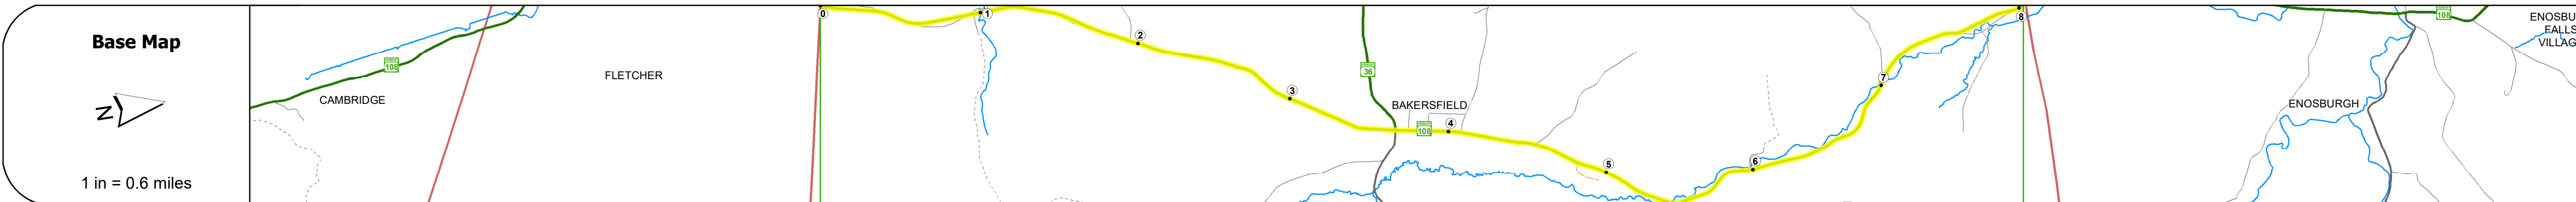 Base Map
N
1 in = 0.6 miles
108
CAMBRIDGE
FLETCHER
0
1
2
3
36
BAKERSFIELD
108
4
5
6
7
8
ENOSBURGH
108
ENOSBU
FALLS
VILLAG